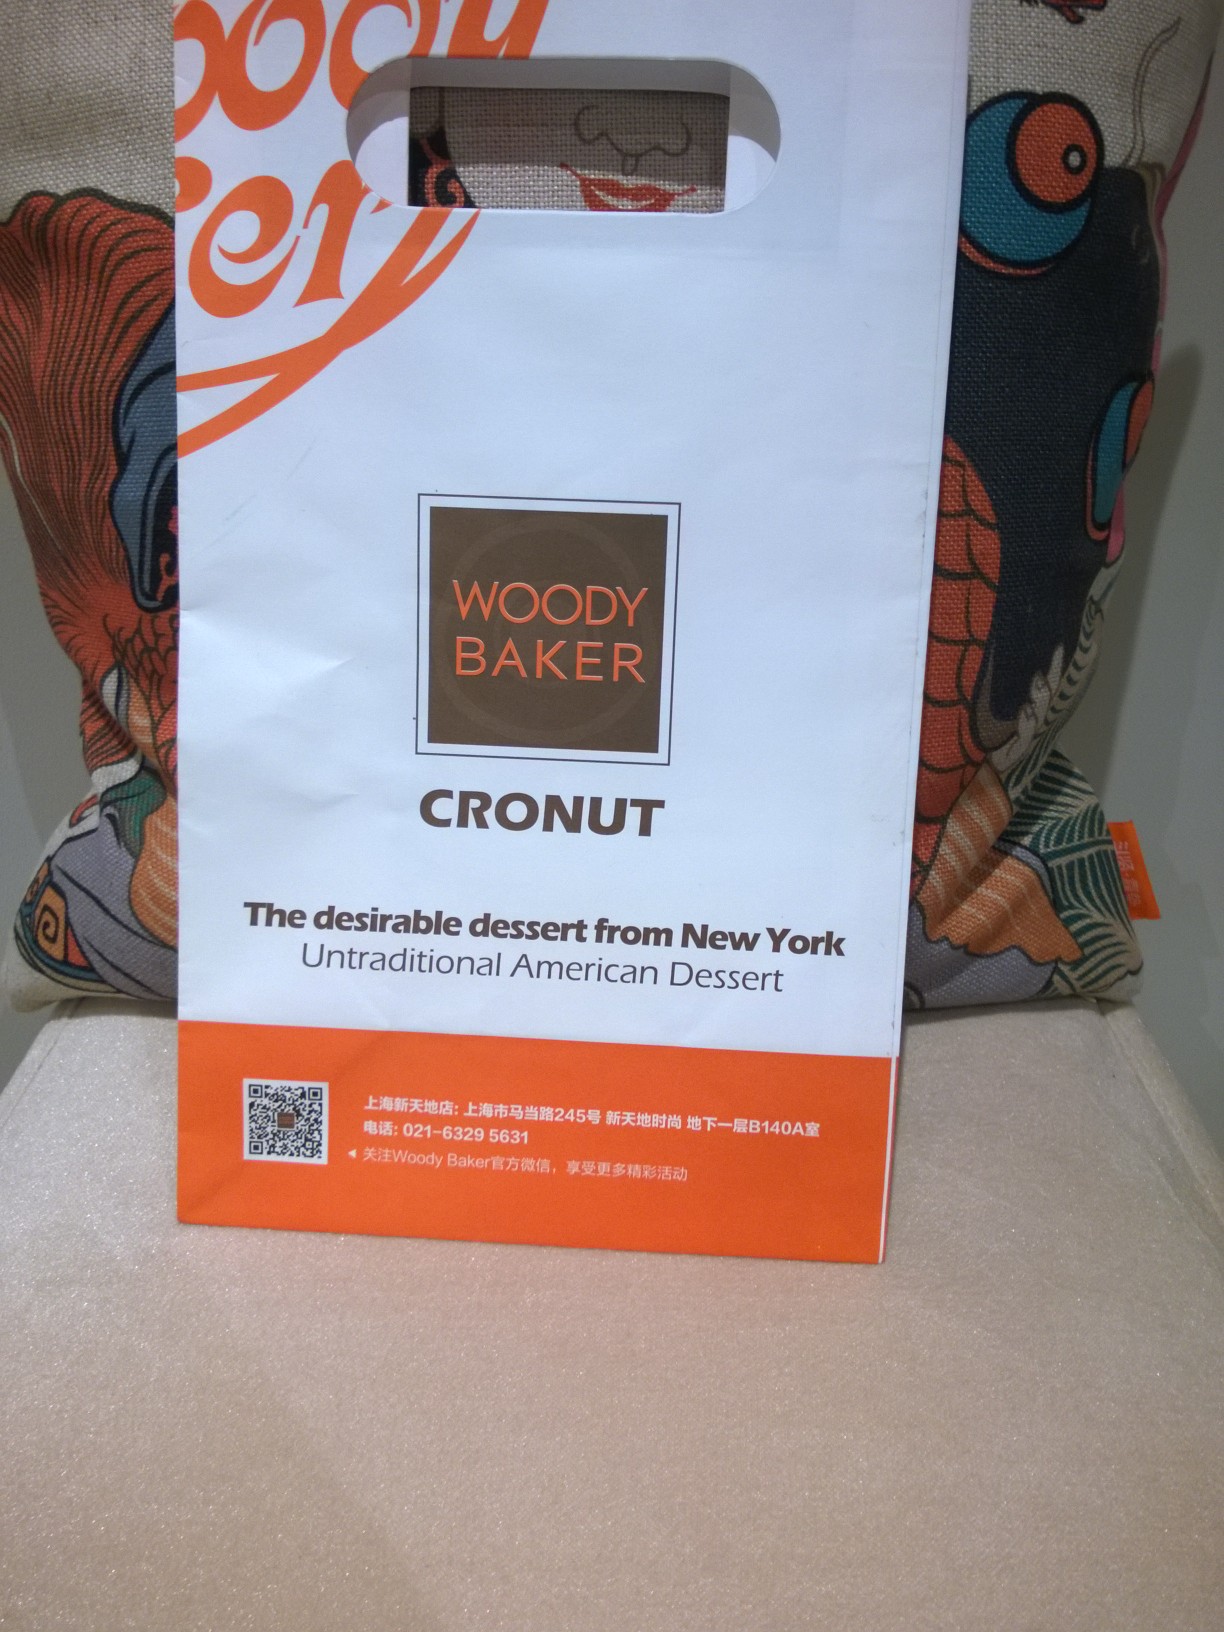 WOODY
BAKER
CRONUT
The desirable dessert from New York
Untraditional American Dessert
上海新天地店: 上海市马当路245号 新天地时尚 地下一层B140A室
电话: 021-6329 5631
关注Woody Baker官方微信，享受更多精彩活动